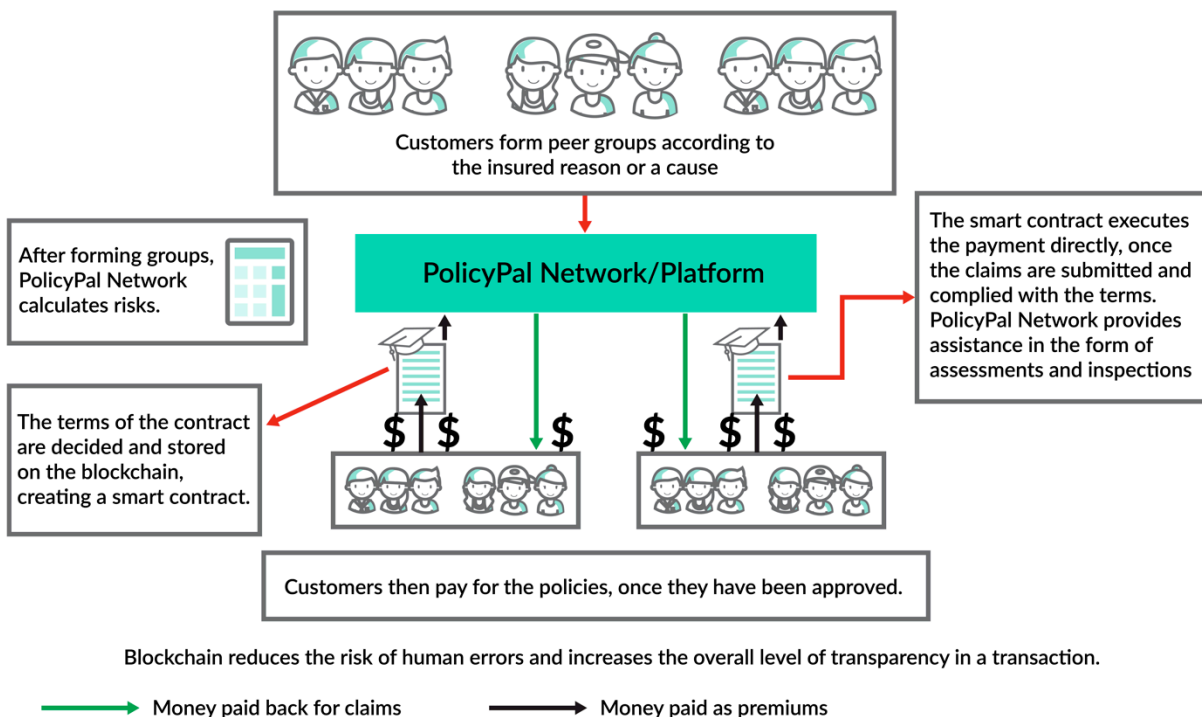 Customers form peer groups according to
the insured reason or a cause
After forming groups,
PolicyPal Network
calculates risks.
PolicyPal Network/Platform
The smart contract executes
the payment directly, once
the claims are submitted and
complied with the terms.
PolicyPal Network provides
assistance in the form of
assessments and inspections
The terms of the contract
are decided and stored
on the blockchain,
creating a smart contract.
$ $ $ $ $ $
Customers then pay for the policies, once they have been approved.
Blockchain reduces the risk of human errors and increases the overall level of transparency in a transaction.
Money paid back for claims
Money paid as premiums